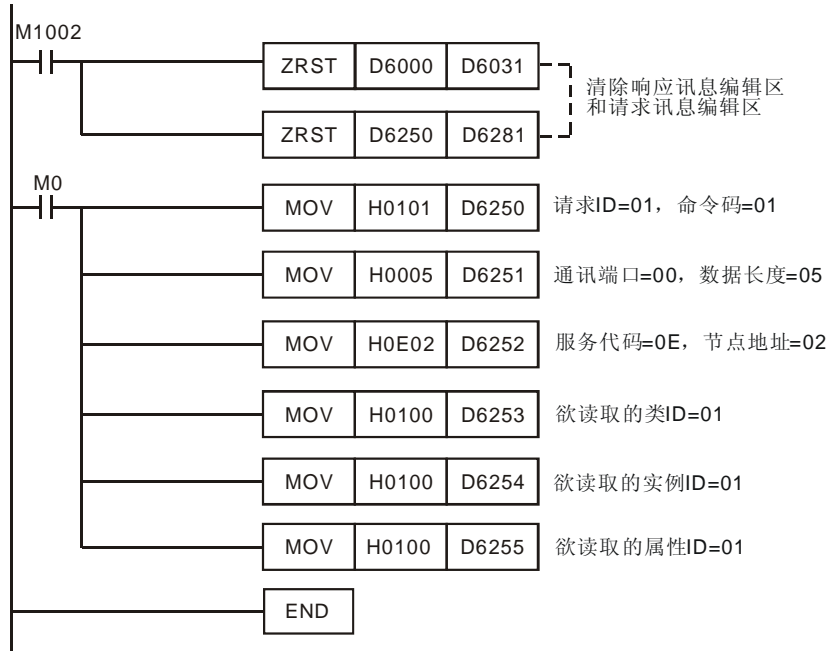 M1002
ZRST D6000 D6031
清除响应讯息编辑区
和请求讯息编辑区
ZRST D6250 D6281
M0
MOV H0101 D6250 请求ID=01，命令码=01
MOV H0005 D6251 通讯端口=00，数据长度=05
MOV H0E02 D6252 服务代码=0E，节点地址=02
MOV H0100 D6253 欲读取的类ID=01
MOV H0100 D6254 欲读取的实例ID=01
MOV H0100 D6255 欲读取的属性ID=01
END